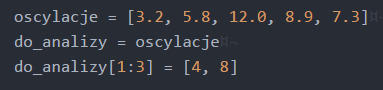 oscylacje = [3.2, 5.8, 12.0, 8.9, 7.3]¤
do_analizy = oscylacje¤¬
do_analizy[1:3] = [4, 8]